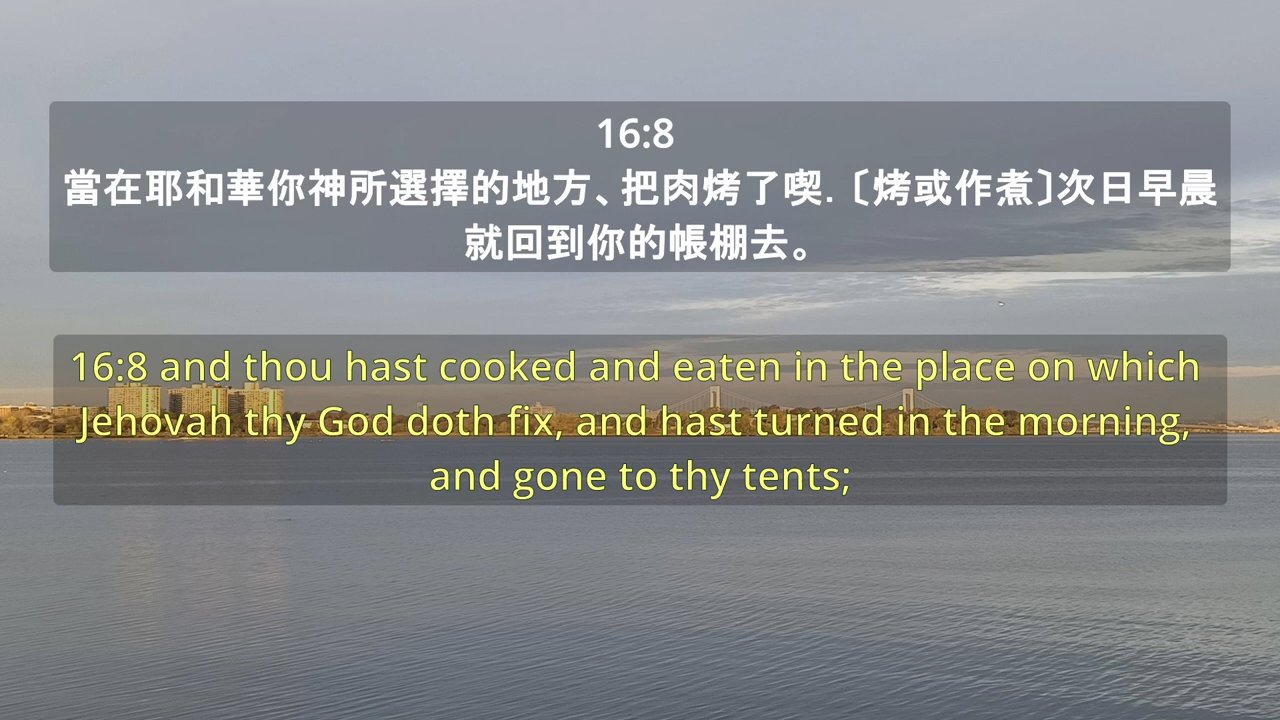 16:8
當在耶和華你神所選擇的地方、把肉烤了喫.〔烤或作煮〕次日早晨
就回到你的帳棚去。
16:8 and thou hast cooked and eaten in the place on which
Jehovah thy God doth fix, and hast turned in the morning,
and gone to thy tents;